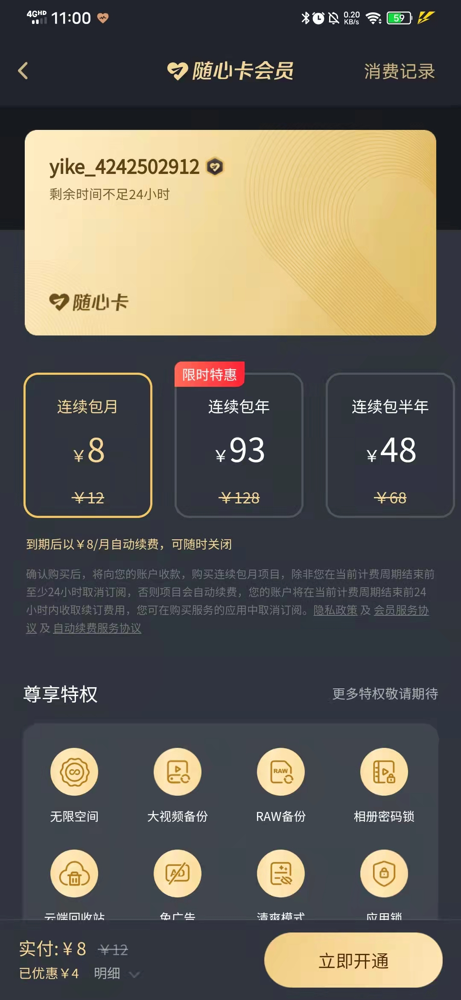 4GHD 11:00 0.20 KB/s 59
随心卡会员 消费记录
yike_4242502912
剩余时间不足24小时
随心卡
限时特惠
连续包月 连续包年 连续包半年
¥8 ¥93 ¥48
¥12 ¥128 ¥68
到期后以¥8/月自动续费，可随时关闭
确认购买后，将向您的账户收款，购买连续包月项目，除非您在当前计费周期结束前
至少24小时取消订阅，否则项目会自动续费，您的账户将在当前计费周期结束前24
小时内收取续订费用，您可在购买服务的应用中取消订阅。隐私政策 及 会员服务协
议 及 自动续费服务协议
尊享特权 更多特权敬请期待
RAW
无限空间 大视频备份 RAW备份 相册密码锁
AD
云端回收站 免广告 清爽模式 应用锁
实付: ¥ 8 ¥12
已优惠¥4 明细
立即开通